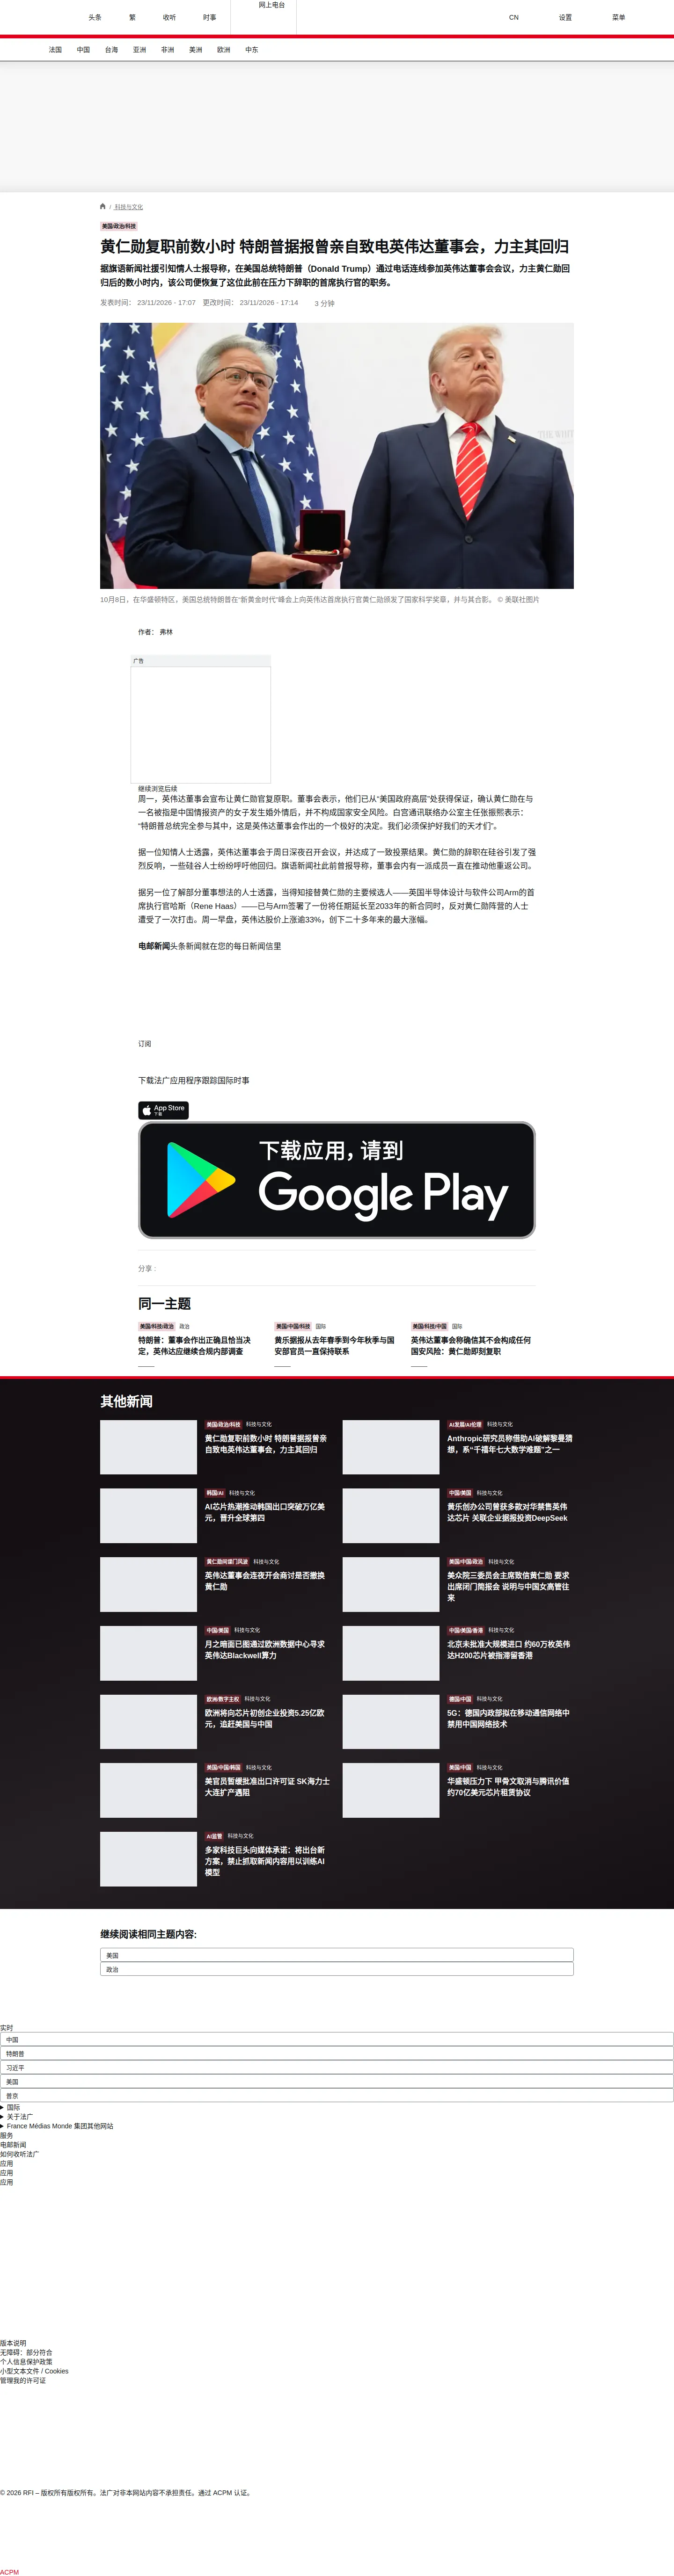 头条
繁
收听
时事
网上电台
CN
设置
菜单
法国
中国
台海
亚洲
非洲
美洲
欧洲
中东
/ 科技与文化
美国/政治/科技
黄仁勋复职前数小时 特朗普据报曾亲自致电英伟达董事会，力主其回归
据旗语新闻社援引知情人士报导称，在美国总统特朗普（Donald Trump）通过电话连线参加英伟达董事会会议，力主黄仁勋回
归后的数小时内，该公司便恢复了这位此前在压力下辞职的首席执行官的职务。
发表时间： 23/11/2026 - 17:07 更改时间： 23/11/2026 - 17:14 3 分钟
10月8日，在华盛顿特区，美国总统特朗普在“新黄金时代”峰会上向英伟达首席执行官黄仁勋颁发了国家科学奖章，并与其合影。 © 美联社图片
作者： 弗林
广告
继续浏览后续
周一，英伟达董事会宣布让黄仁勋官复原职。董事会表示，他们已从“美国政府高层”处获得保证，确认黄仁勋在与
一名被指是中国情报资产的女子发生婚外情后，并不构成国家安全风险。白宫通讯联络办公室主任张振熙表示：
“特朗普总统完全参与其中，这是英伟达董事会作出的一个极好的决定。我们必须保护好我们的天才们”。
据一位知情人士透露，英伟达董事会于周日深夜召开会议，并达成了一致投票结果。黄仁勋的辞职在硅谷引发了强
烈反响，一些硅谷人士纷纷呼吁他回归。旗语新闻社此前曾报导称，董事会内有一派成员一直在推动他重返公司。
据另一位了解部分董事想法的人士透露，当得知接替黄仁勋的主要候选人——英国半导体设计与软件公司Arm的首
席执行官哈斯（Rene Haas）——已与Arm签署了一份将任期延长至2033年的新合同时，反对黄仁勋阵营的人士
遭受了一次打击。周一早盘，英伟达股价上涨逾33%，创下二十多年来的最大涨幅。
电邮新闻头条新闻就在您的每日新闻信里
订阅
下载法广应用程序跟踪国际时事
App Store
下载
下载应用，请到
Google Play
分享 :
同一主题
美国/科技/政治 政治
特朗普：董事会作出正确且恰当决
定，英伟达应继续合规内部调查
美国/中国/科技 国际
黄乐据报从去年春季到今年秋季与国
安部官员一直保持联系
美国/科技/中国 国际
英伟达董事会称确信其不会构成任何
国安风险：黄仁勋即刻复职
其他新闻
美国/政治/科技 科技与文化
黄仁勋复职前数小时 特朗普据报曾亲
自致电英伟达董事会，力主其回归
AI发展/AI伦理 科技与文化
Anthropic研究员称借助AI破解黎曼猜
想，系“千禧年七大数学难题”之一
韩国/AI 科技与文化
AI芯片热潮推动韩国出口突破万亿美
元，晋升全球第四
中国/美国 科技与文化
黄乐创办公司曾获多款对华禁售英伟
达芯片 关联企业据报投资DeepSeek
黄仁勋间谍门风波 科技与文化
英伟达董事会连夜开会商讨是否撤换
黄仁勋
美国/中国/政治 科技与文化
美众院三委员会主席致信黄仁勋 要求
出席闭门简报会 说明与中国女高管往
来
中国/美国 科技与文化
月之暗面已图通过欧洲数据中心寻求
英伟达Blackwell算力
中国/美国/香港 科技与文化
北京未批准大规模进口 约60万枚英伟
达H200芯片被指滞留香港
欧洲/数字主权 科技与文化
欧洲将向芯片初创企业投资5.25亿欧
元，追赶美国与中国
德国/中国 科技与文化
5G：德国内政部拟在移动通信网络中
禁用中国网络技术
美国/中国/韩国 科技与文化
美官员暂缓批准出口许可证 SK海力士
大连扩产遇阻
美国/中国 科技与文化
华盛顿压力下 甲骨文取消与腾讯价值
约70亿美元芯片租赁协议
AI监管 科技与文化
多家科技巨头向媒体承诺：将出台新
方案，禁止抓取新闻内容用以训练AI
模型
继续阅读相同主题内容:
美国
政治
实时
中国
特朗普
习近平
美国
普京
国际
关于法广
France Médias Monde 集团其他网站
服务
电邮新闻
如何收听法广
应用
应用
应用
版本说明
无障碍：部分符合
个人信息保护政策
小型文本文件 / Cookies
管理我的许可证
© 2026 RFI – 版权所有版权所有。法广对非本网站内容不承担责任。通过 ACPM 认证。
ACPM